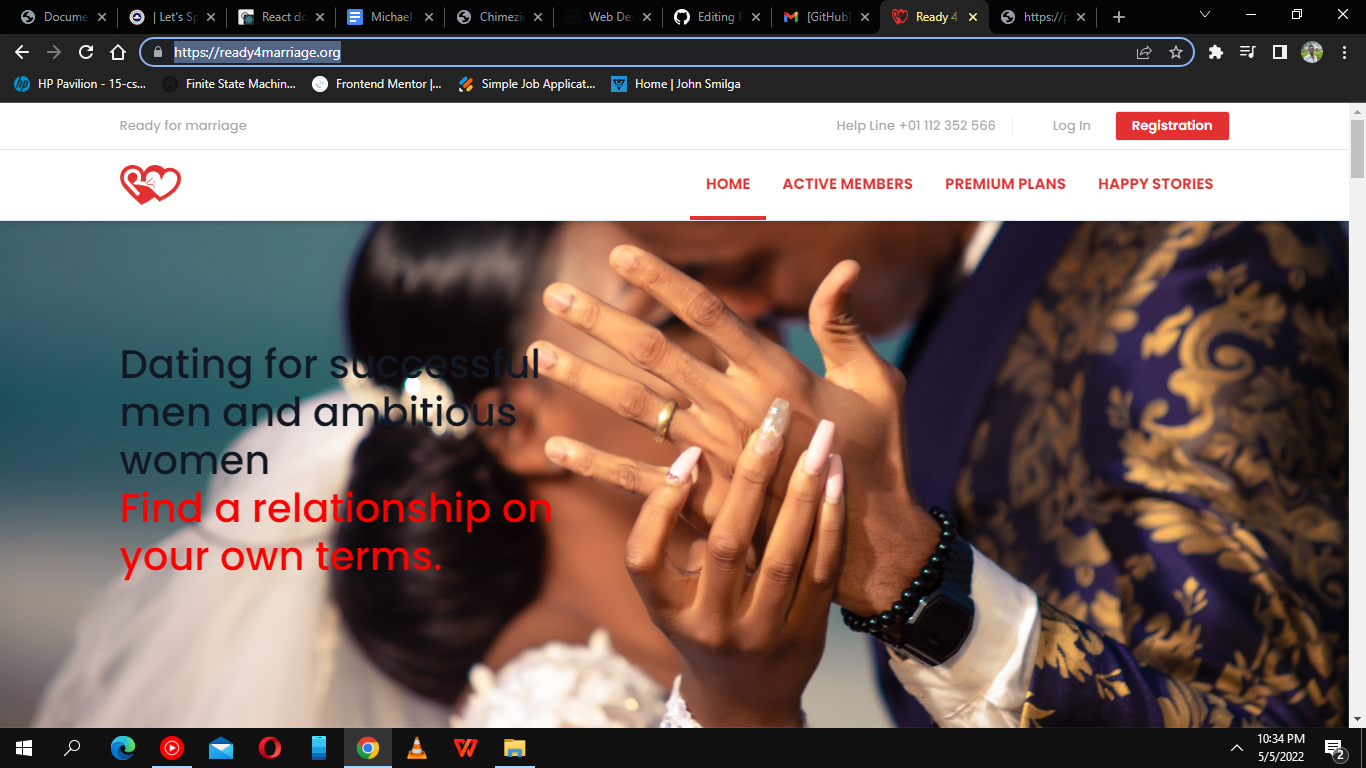 Docume
| Let's Sp
React do
Michael
Chimezi
Web De
Editing
[GitHub]
Ready 4
https://p
https://ready4marriage.org
HP Pavilion - 15-cs...
Finite State Machin...
Frontend Mentor |...
Simple Job Applicat...
Home | John Smilga
Ready for marriage
Help Line +01 112 352 566
Log In
Registration
HOME
ACTIVE MEMBERS
PREMIUM PLANS
HAPPY STORIES
Dating for successful
men and ambitious
women
Find a relationship on
your own terms.
10:34 PM
5/5/2022
2